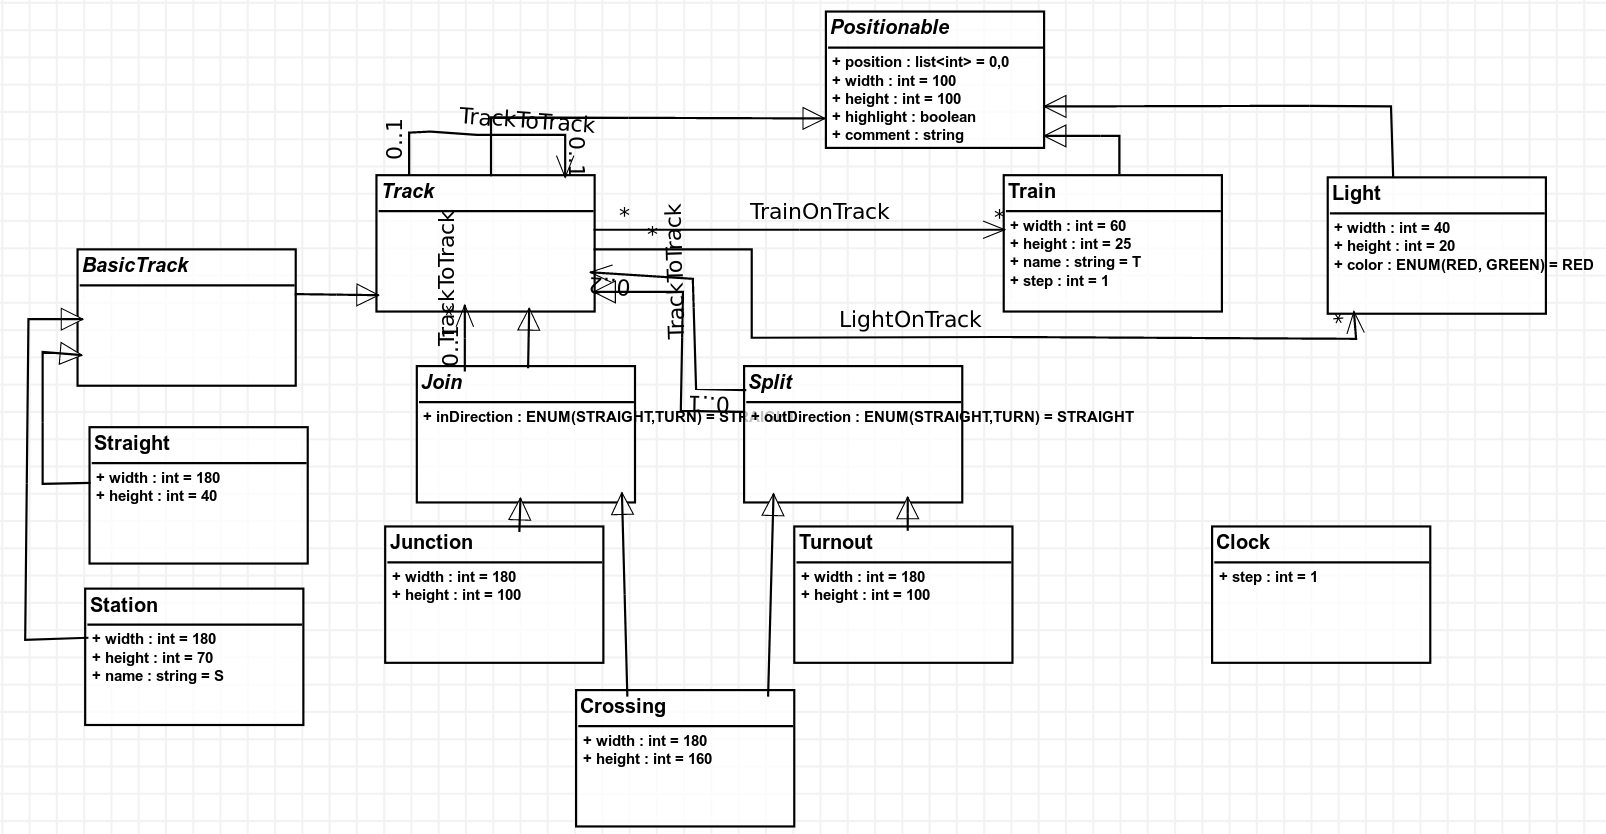 Positionable
+ position : list<int> = 0,0
+ width : int = 100
+ height : int = 100
+ highlight : boolean
+ comment : string
TrackToTrack
0..1
0..1
Track
TrackToTrack
TrackToTrack
0..1
*
TrainOnTrack
*
*
TrackToTrack
0..2
LightOnTrack
*
Train
+ width : int = 60
+ height : int = 25
+ name : string = T
+ step : int = 1
Light
+ width : int = 40
+ height : int = 20
+ color : ENUM(RED, GREEN) = RED
BasicTrack
Join
+ inDirection : ENUM(STRAIGHT,TURN) = STRAIGHT
0..1
Split
+ outDirection : ENUM(STRAIGHT,TURN) = STRAIGHT
Straight
+ width : int = 180
+ height : int = 40
Station
+ width : int = 180
+ height : int = 70
+ name : string = S
Junction
+ width : int = 180
+ height : int = 100
Turnout
+ width : int = 180
+ height : int = 100
Clock
+ step : int = 1
Crossing
+ width : int = 180
+ height : int = 160